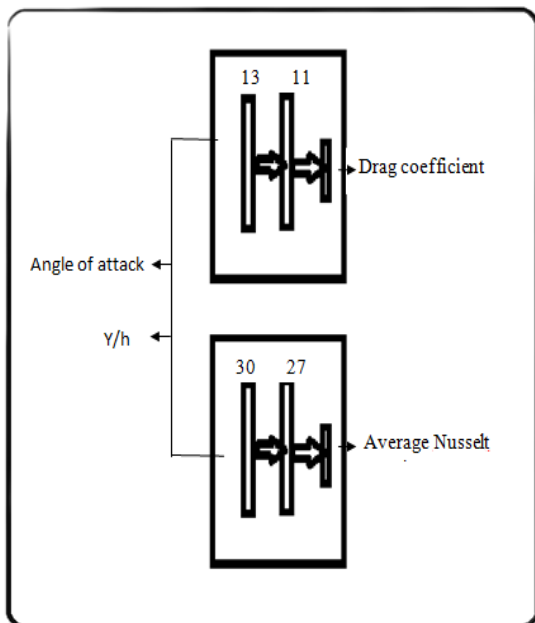 13 11
Drag coefficient
Angle of attack
Y/h
30 27
Average Nusselt